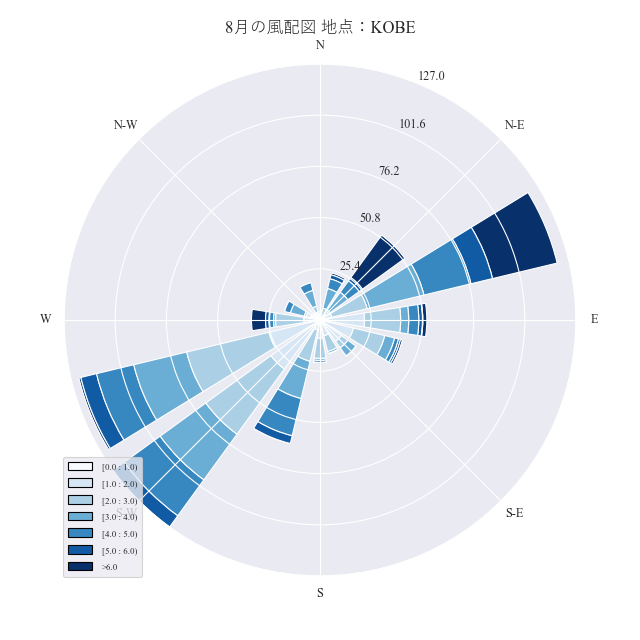 8月の風配図 地点：KOBE
N
127.0
N-W
101.6
N-E
76.2
50.8
25.4
W
E
[0.0 : 1.0)
[1.0 : 2.0)
[2.0 : 3.0)
[3.0 : 4.0)
[4.0 : 5.0)
[5.0 : 6.0)
>6.0
S-W
S-E
S